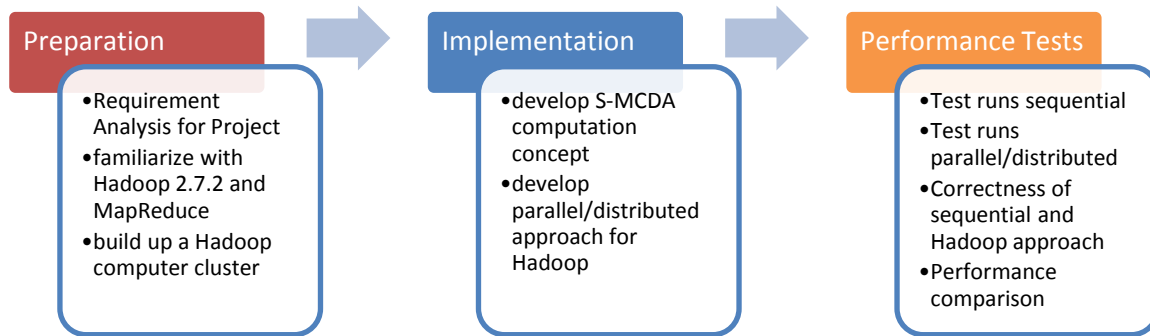 Preparation
•Requirement
Analysis for Project
•familiarize with
Hadoop 2.7.2 and
MapReduce
•build up a Hadoop
computer cluster
Implementation
•develop S-MCDA
computation
concept
•develop
parallel/distributed
approach for
Hadoop
Performance Tests
•Test runs sequential
•Test runs
parallel/distributed
•Correctness of
sequential and
Hadoop approach
•Performance
comparison